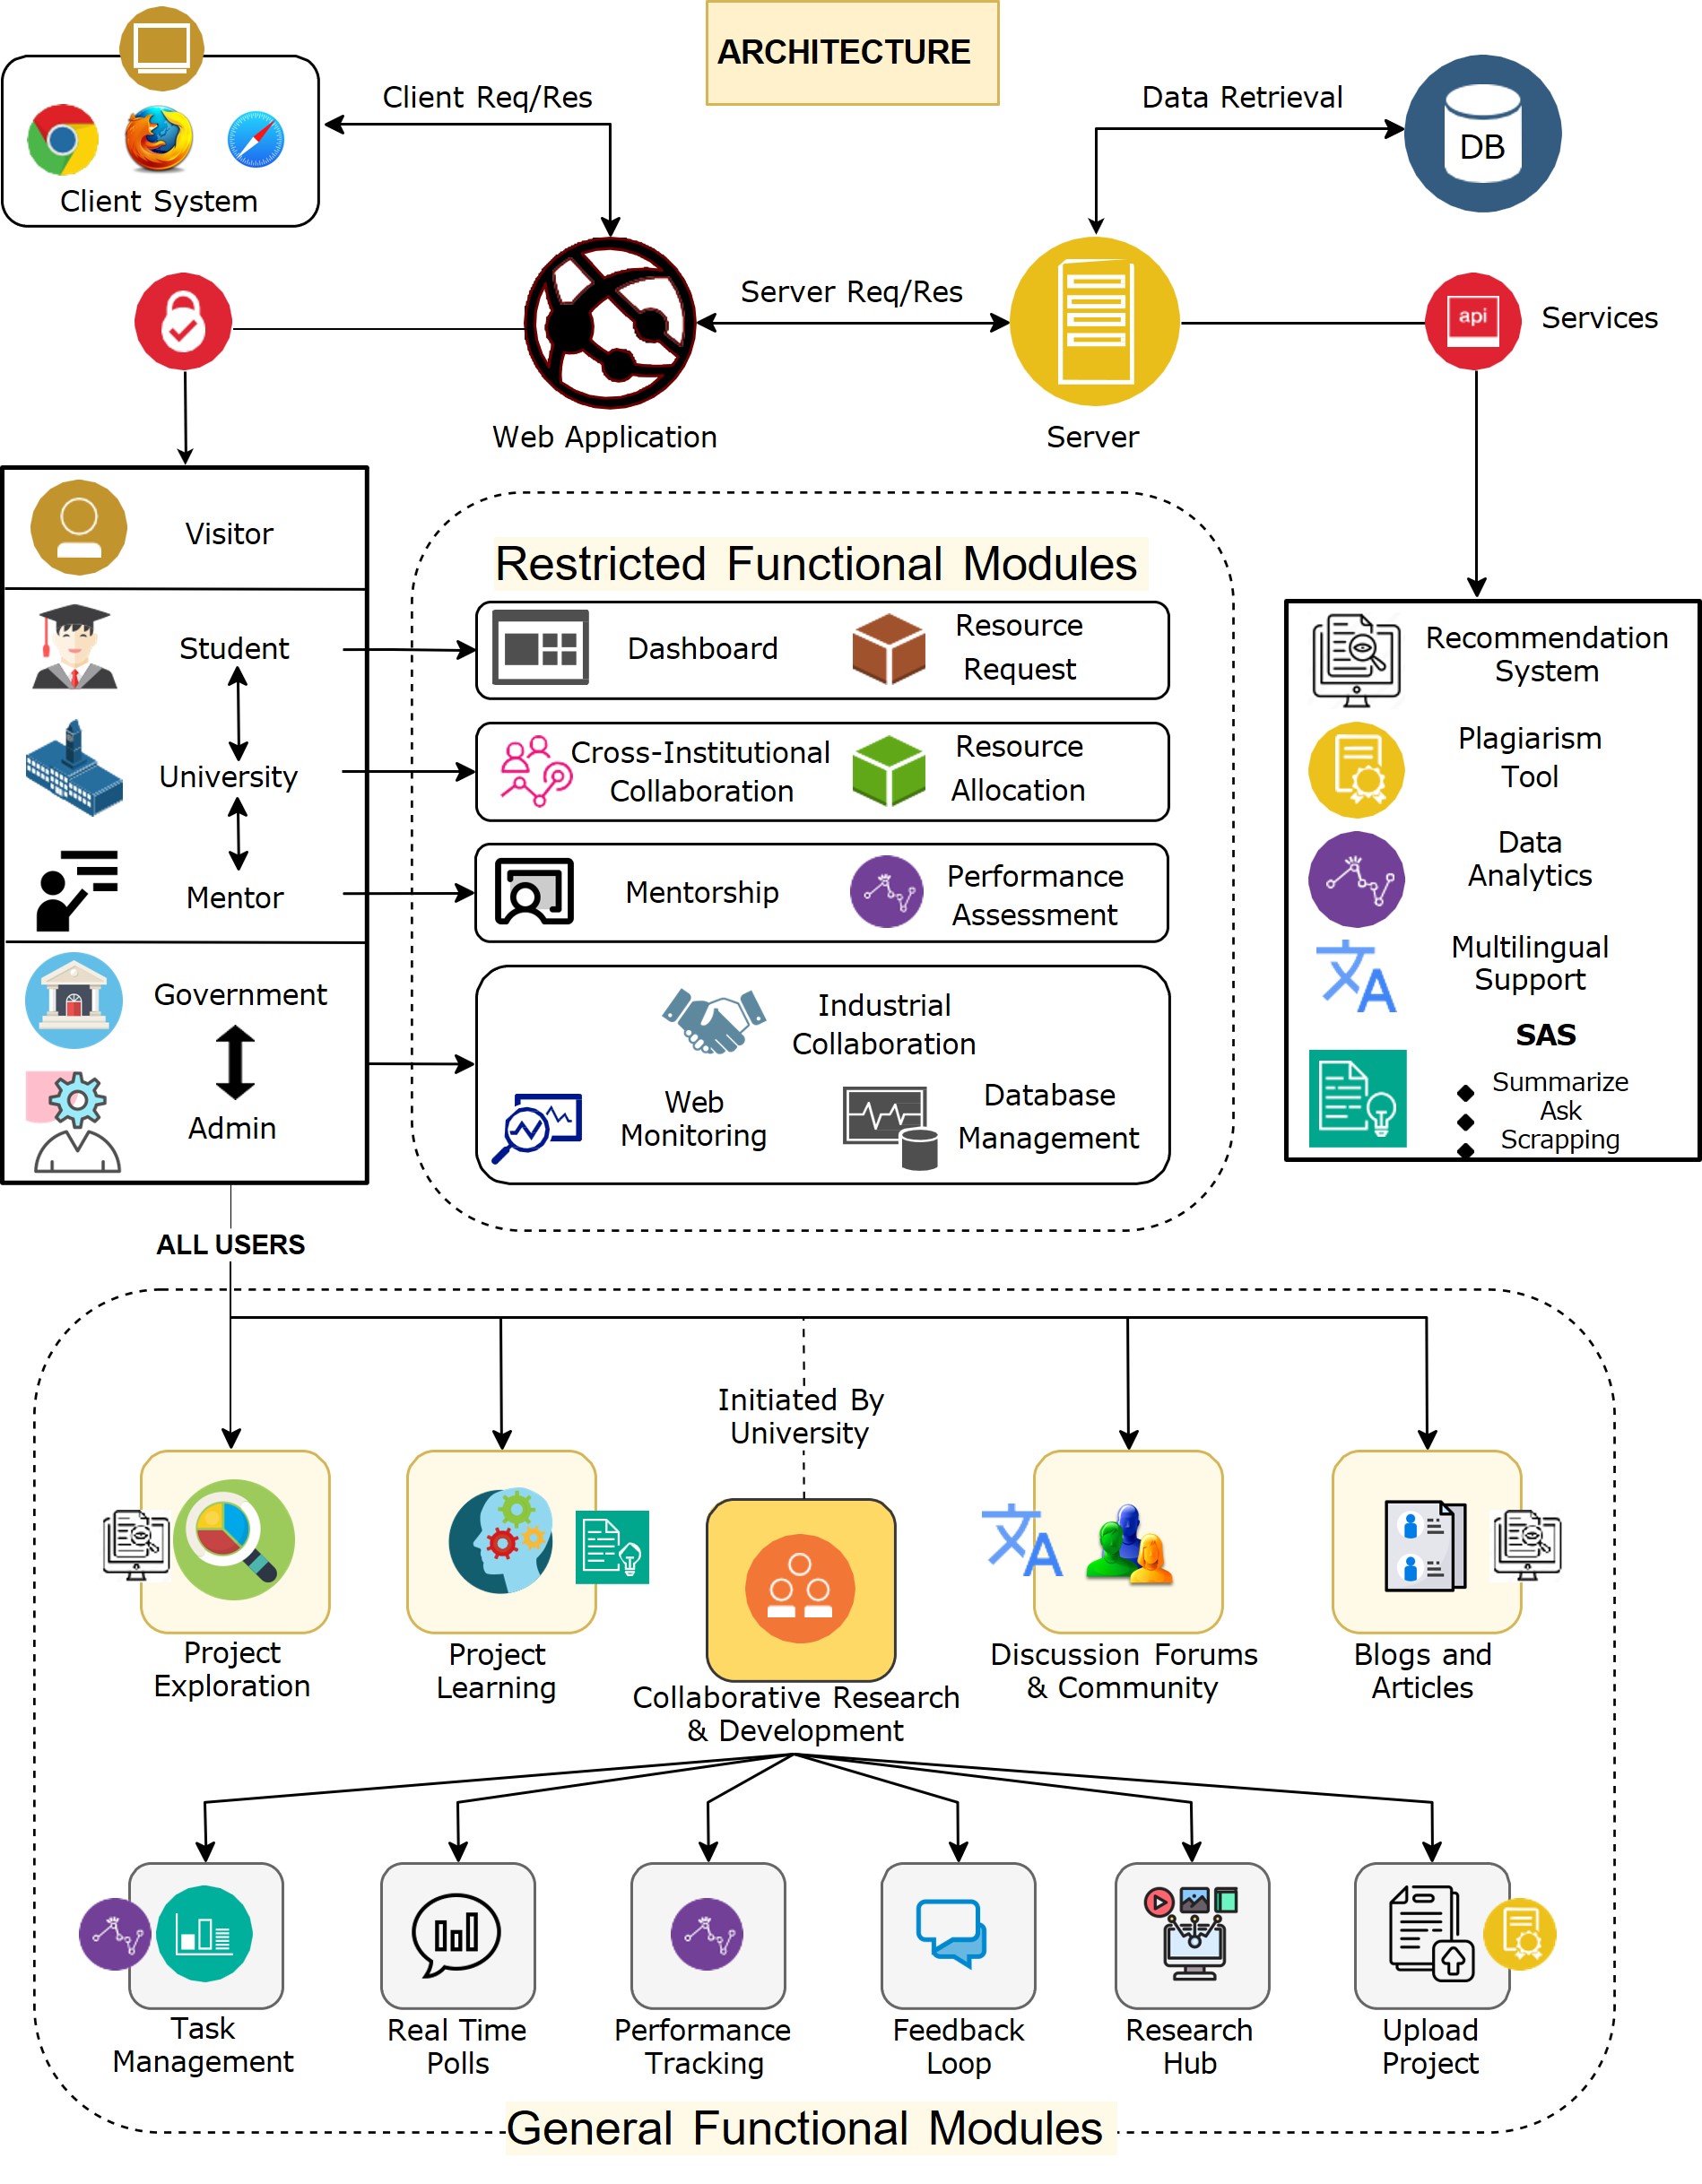 ARCHITECTURE
Client Req/Res
Data Retrieval
DB
Client System
Server Req/Res
api
Services
Web Application
Server
Visitor
Student
University
Mentor
Government
Admin
Restricted Functional Modules
Dashboard
Resource
Request
Cross-Institutional
Collaboration
Resource
Allocation
Mentorship
Performance
Assessment
Industrial
Collaboration
Web
Monitoring
Database
Management
Recommendation
System
Plagiarism
Tool
Data
Analytics
文A
Multilingual
Support
SAS
Summarize
Ask
Scrapping
ALL USERS
Initiated By
University
文A
Project
Exploration
Project
Learning
Collaborative Research
& Development
Discussion Forums
& Community
Blogs and
Articles
Task
Management
Real Time
Polls
Performance
Tracking
Feedback
Loop
Research
Hub
Upload
Project
General Functional Modules